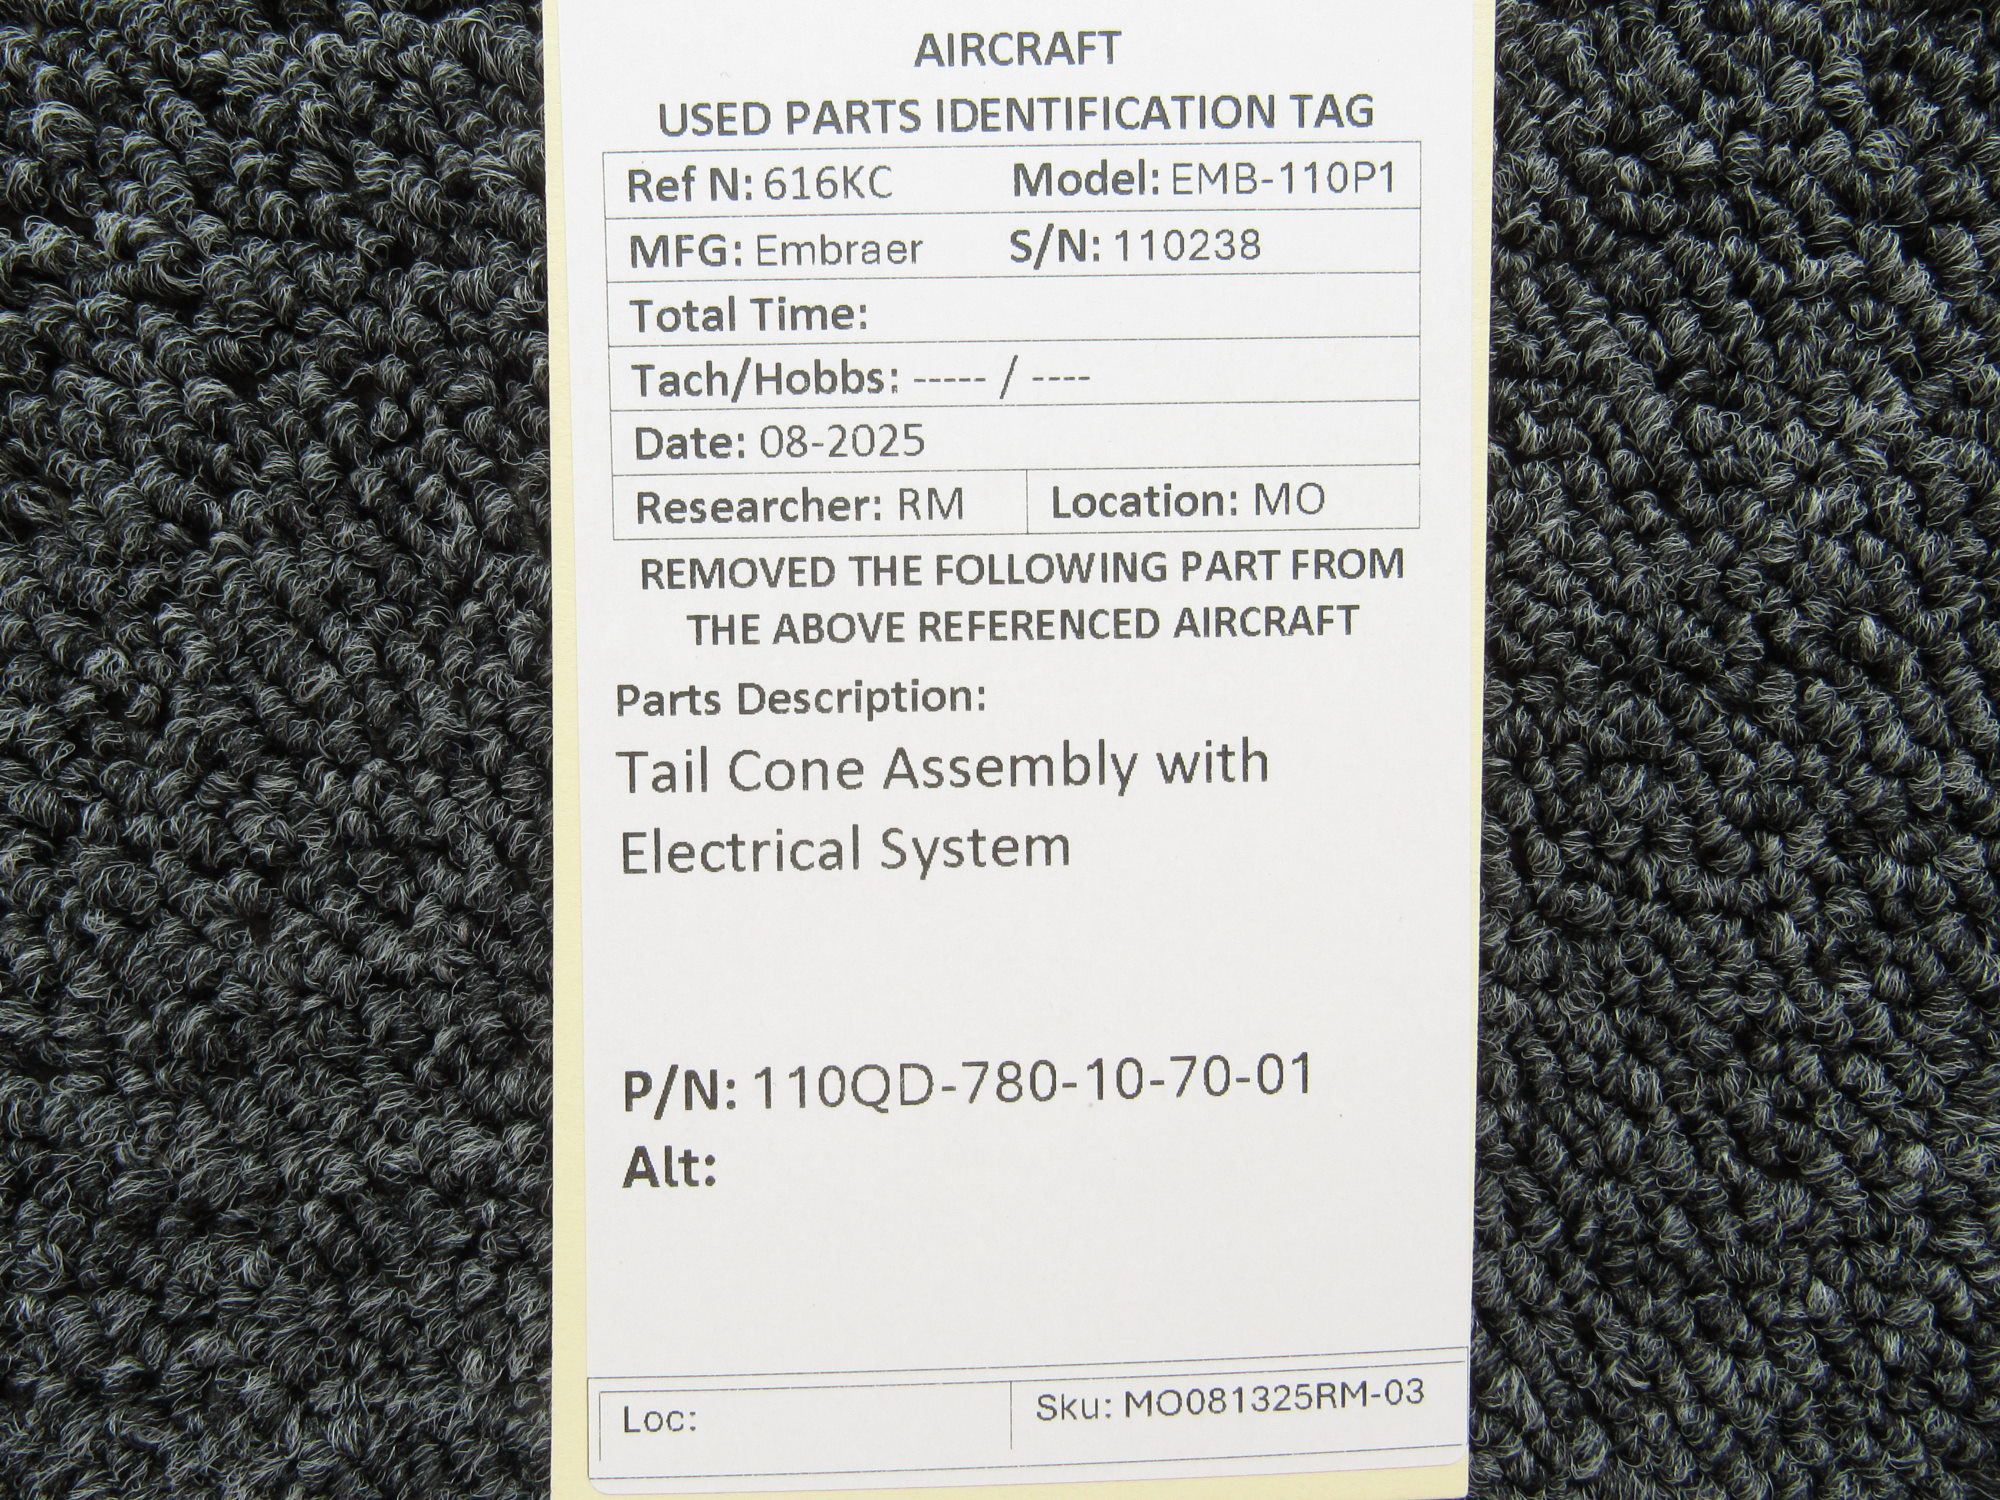 AIRCRAFT
USED PARTS IDENTIFICATION TAG
Ref N: 616KC Model: EMB-110P1
MFG: Embraer S/N: 110238
Total Time:
Tach/Hobbs: ----- / ----
Date: 08-2025
Researcher: RM Location: MO
REMOVED THE FOLLOWING PART FROM
THE ABOVE REFERENCED AIRCRAFT
Parts Description:
Tail Cone Assembly with
Electrical System
P/N: 110QD-780-10-70-01
Alt:
Loc: Sku: MO081325RM-03